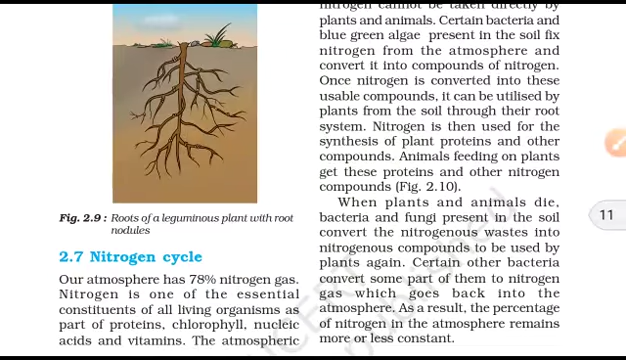 Fig. 2.9 : Roots of a leguminous plant with root
nodules
2.7 Nitrogen cycle
Our atmosphere has 78% nitrogen gas.
Nitrogen is one of the essential
constituents of all living organisms as
part of proteins, chlorophyll, nucleic
acids and vitamins. The atmospheric
nitrogen cannot be taken directly by
plants and animals. Certain bacteria and
blue green algae present in the soil fix
nitrogen from the atmosphere and
convert it into compounds of nitrogen.
Once nitrogen is converted into these
usable compounds, it can be utilised by
plants from the soil through their root
system. Nitrogen is then used for the
synthesis of plant proteins and other
compounds. Animals feeding on plants
get these proteins and other nitrogen
compounds (Fig. 2.10).
When plants and animals die,
bacteria and fungi present in the soil
convert the nitrogenous wastes into
nitrogenous compounds to be used by
plants again. Certain other bacteria
convert some part of them to nitrogen
gas which goes back into the
atmosphere. As a result, the percentage
of nitrogen in the atmosphere remains
more or less constant.
11